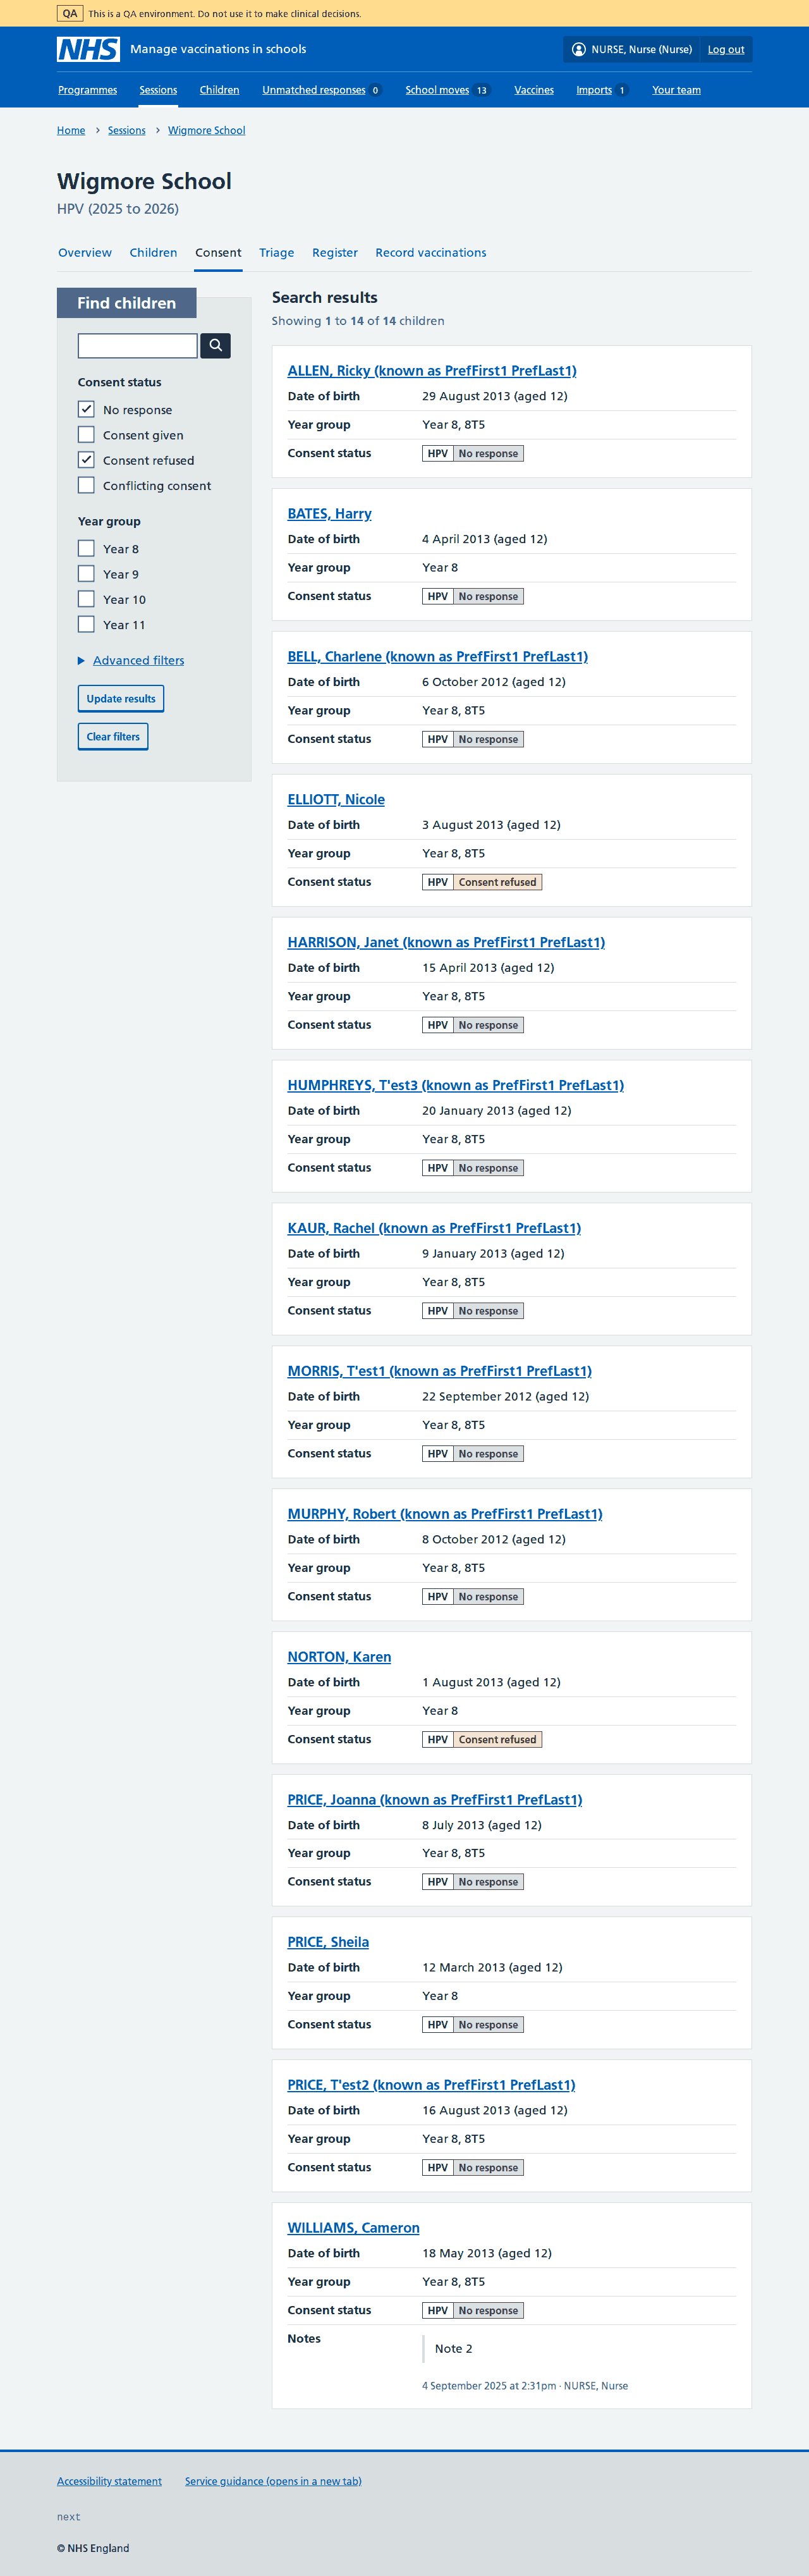 QA This is a QA environment. Do not use it to make clinical decisions.
NHS Manage vaccinations in schools NURSE, Nurse (Nurse) Log out
Programmes Sessions Children Unmatched responses 0 School moves 13 Vaccines Imports 1 Your team
Home Sessions Wigmore School
Wigmore School
HPV (2025 to 2026)
Overview Children Consent Triage Register Record vaccinations
Find children
Consent status
No response
Consent given
Consent refused
Conflicting consent
Year group
Year 8
Year 9
Year 10
Year 11
Advanced filters
Update results
Clear filters
Search results
Showing 1 to 14 of 14 children
ALLEN, Ricky (known as PrefFirst1 PrefLast1)
Date of birth 29 August 2013 (aged 12)
Year group Year 8, 8T5
Consent status HPV No response
BATES, Harry
Date of birth 4 April 2013 (aged 12)
Year group Year 8
Consent status HPV No response
BELL, Charlene (known as PrefFirst1 PrefLast1)
Date of birth 6 October 2012 (aged 12)
Year group Year 8, 8T5
Consent status HPV No response
ELLIOTT, Nicole
Date of birth 3 August 2013 (aged 12)
Year group Year 8, 8T5
Consent status HPV Consent refused
HARRISON, Janet (known as PrefFirst1 PrefLast1)
Date of birth 15 April 2013 (aged 12)
Year group Year 8, 8T5
Consent status HPV No response
HUMPHREYS, T'est3 (known as PrefFirst1 PrefLast1)
Date of birth 20 January 2013 (aged 12)
Year group Year 8, 8T5
Consent status HPV No response
KAUR, Rachel (known as PrefFirst1 PrefLast1)
Date of birth 9 January 2013 (aged 12)
Year group Year 8, 8T5
Consent status HPV No response
MORRIS, T'est1 (known as PrefFirst1 PrefLast1)
Date of birth 22 September 2012 (aged 12)
Year group Year 8, 8T5
Consent status HPV No response
MURPHY, Robert (known as PrefFirst1 PrefLast1)
Date of birth 8 October 2012 (aged 12)
Year group Year 8, 8T5
Consent status HPV No response
NORTON, Karen
Date of birth 1 August 2013 (aged 12)
Year group Year 8
Consent status HPV Consent refused
PRICE, Joanna (known as PrefFirst1 PrefLast1)
Date of birth 8 July 2013 (aged 12)
Year group Year 8, 8T5
Consent status HPV No response
PRICE, Sheila
Date of birth 12 March 2013 (aged 12)
Year group Year 8
Consent status HPV No response
PRICE, T'est2 (known as PrefFirst1 PrefLast1)
Date of birth 16 August 2013 (aged 12)
Year group Year 8, 8T5
Consent status HPV No response
WILLIAMS, Cameron
Date of birth 18 May 2013 (aged 12)
Year group Year 8, 8T5
Consent status HPV No response
Notes Note 2
4 September 2025 at 2:31pm · NURSE, Nurse
Accessibility statement Service guidance (opens in a new tab)
next
© NHS England